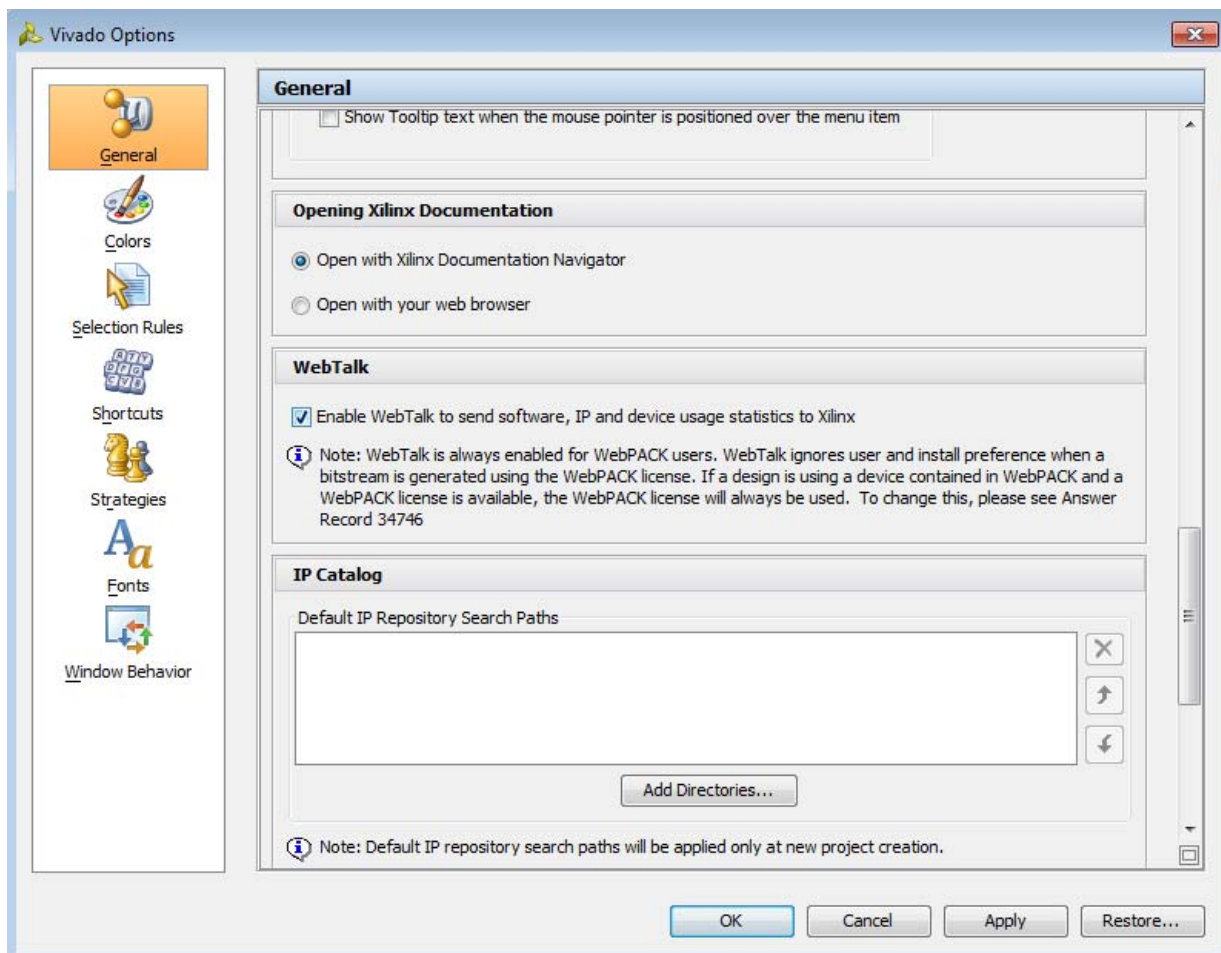 Vivado Options
General
Colors
Selection Rules
Shortcuts
Strategies
Fonts
Window Behavior
General
Show Tooltip text when the mouse pointer is positioned over the menu item
Opening Xilinx Documentation
Open with Xilinx Documentation Navigator
Open with your web browser
WebTalk
Enable WebTalk to send software, IP and device usage statistics to Xilinx
Note: WebTalk is always enabled for WebPACK users. WebTalk ignores user and install preference when a
bitstream is generated using the WebPACK license. If a design is using a device contained in WebPACK and a
WebPACK license is available, the WebPACK license will always be used. To change this, please see Answer
Record 34746
IP Catalog
Default IP Repository Search Paths
Add Directories...
Note: Default IP repository search paths will be applied only at new project creation.
OK
Cancel
Apply
Restore...